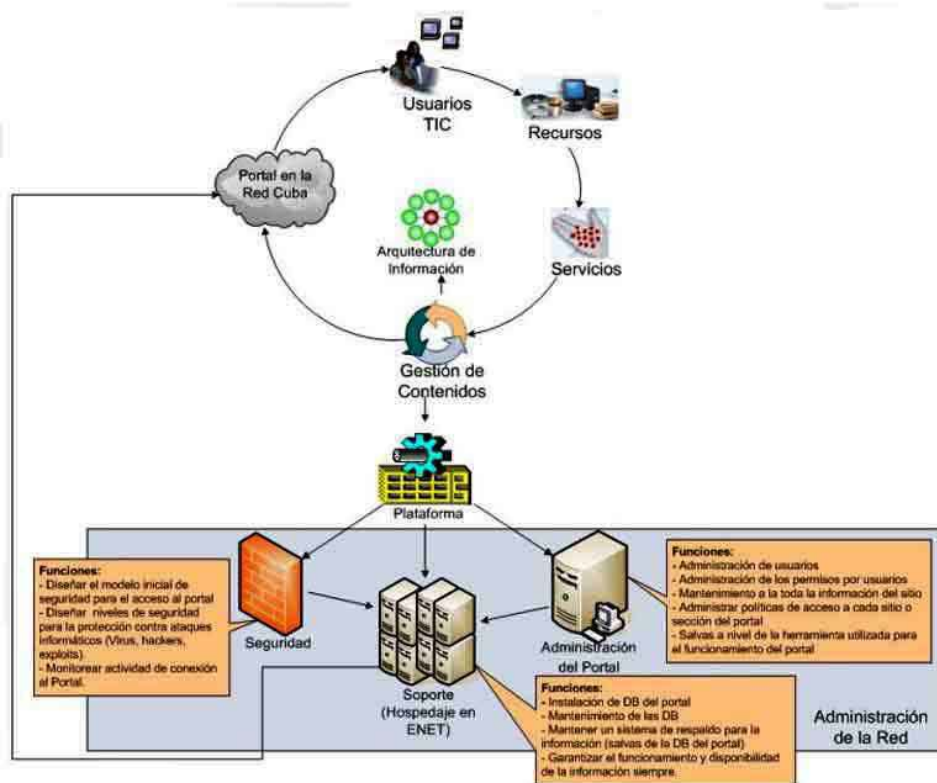 Usuarios
TIC
Recursos
Portal en la
Red Cuba
Arquitectura de
Información
Servicios
Gestión de
Contenidos
Plataforma
Funciones:
- Diseñar el modelo inicial de
seguridad para el acceso al portal
- Diseñar niveles de seguridad
para la protección contra ataques
informáticos (Virus, hackers,
exploits).
- Monitorear actividad de conexión
al Portal.
Seguridad
Soporte
(Hospedaje en
ENET)
Administración
del Portal
Funciones:
- Administración de usuarios
- Administración de los permisos por usuarios
- Mantenimiento a la toda la información del sitio
- Administrar políticas de acceso a cada sitio o
sección del portal
- Salvas a nivel de la herramienta utilizada para
el funcionamiento del portal
Funciones:
- Instalación de DB del portal
- Mantenimiento de las DB
- Mantener un sistema de respaldo para la
información (salvas de la DB del portal)
- Garantizar el funcionamiento y disponibilidad
de la información siempre.
Administración
de la Red